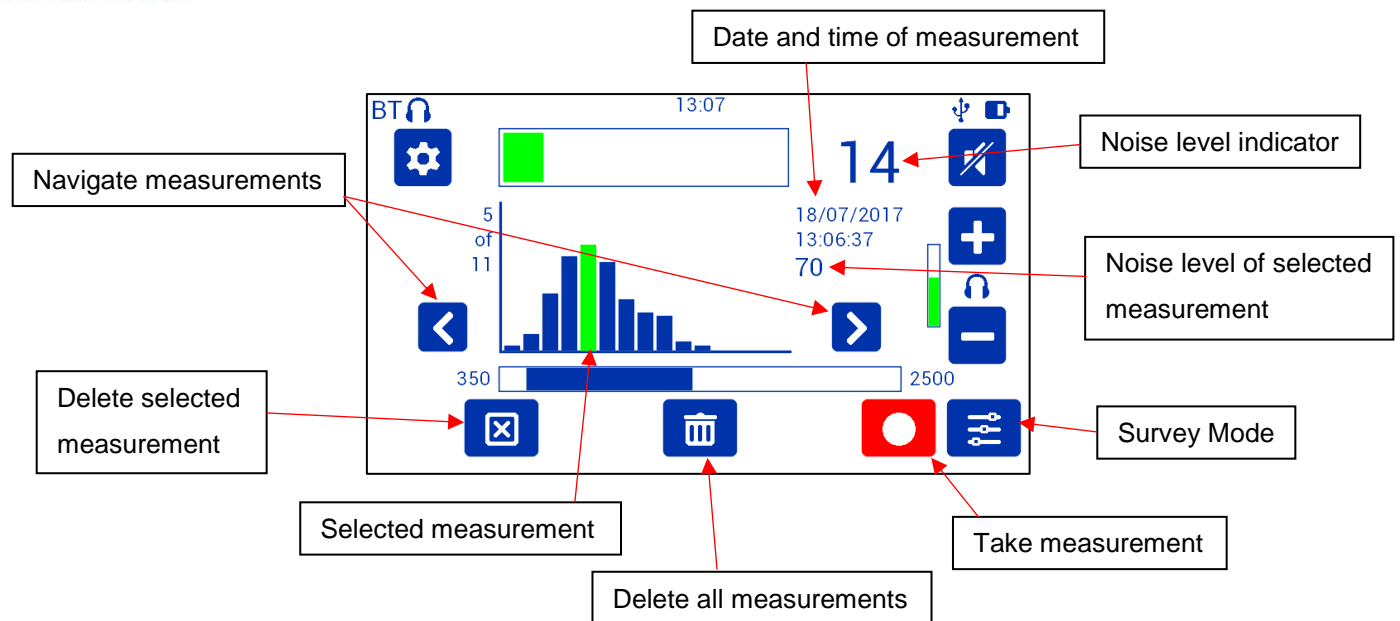 Date and time of measurement
BT
13:07
14
Noise level indicator
Navigate measurements
5
of
11
18/07/2017
13:06:37
70
Noise level of selected
measurement
350
2500
Delete selected
measurement
Survey Mode
Selected measurement
Take measurement
Delete all measurements